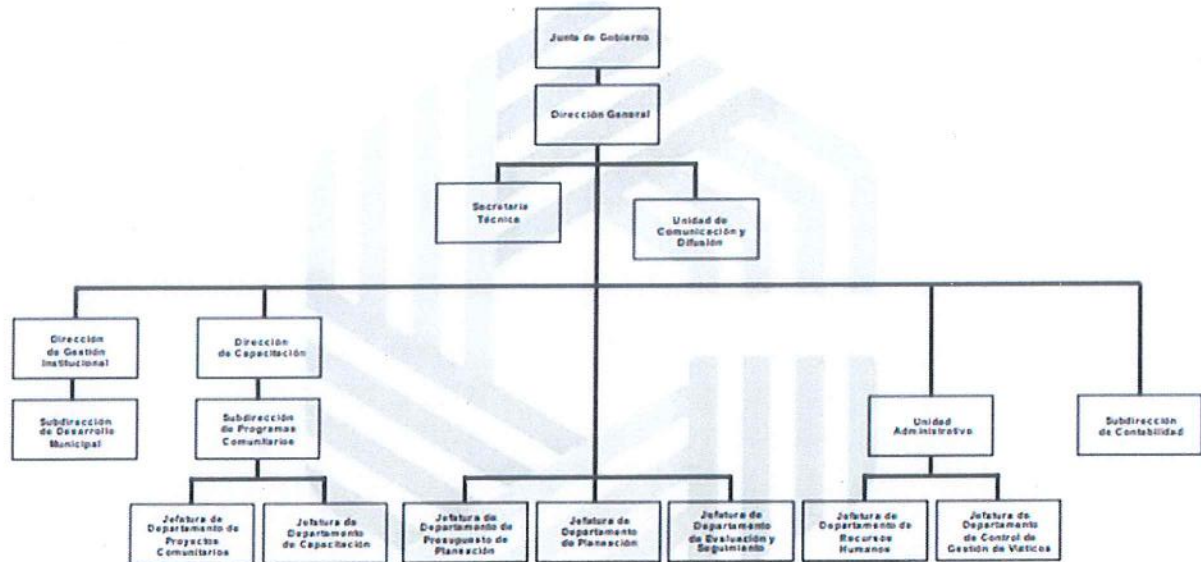 Junta de Gobierno
Dirección General
Secretaría
Técnica
Unidad de
Comunicación y
Difusión
Dirección
de Gestión
Institucional
Dirección
de Capacitación
Subdirección
de Desarrollo
Municipal
Subdirección
de Programas
Comunitarios
Unidad
Administrativo
Subdirección
de Contabilidad
Jefatura de
Departamento de
Proyectos
Comunitarios
Jefatura de
Departamento
de Capacitación
Jefatura de
Departamento de
Presupuesto de
Planeación
Jefatura de
Departamento
de Planeación
Jefatura de
Departamento
de Evaluación y
Seguimiento
Jefatura de
Departamento de
Recursos
Humanos
Jefatura de
Departamento
de Control de
Gestión de Viáticos